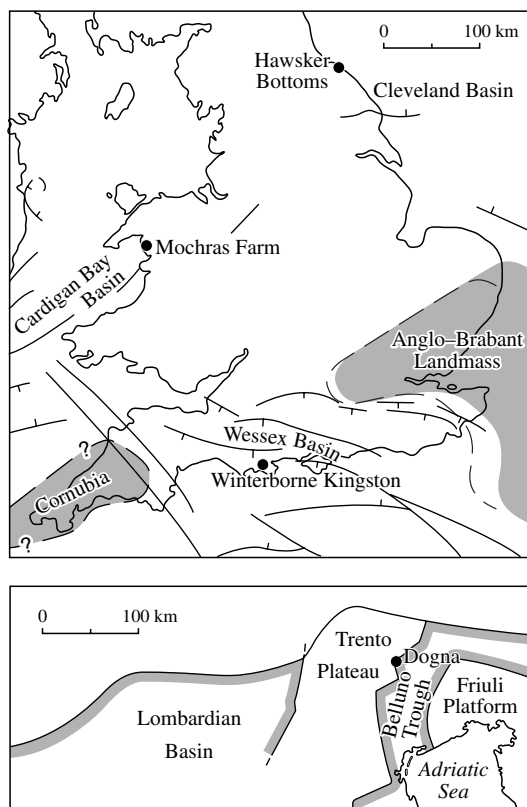 Hawsker
Bottoms
0 100 km
Cleveland Basin
Mochras Farm
Cardigan Bay
Basin
Anglo–Brabant
Landmass
Wessex Basin
?
Cornubia
Winterborne Kingston
?
0 100 km
Trento
Plateau
Dogna
Belluno
Trough
Friuli
Platform
Lombardian
Basin
Adriatic
Sea